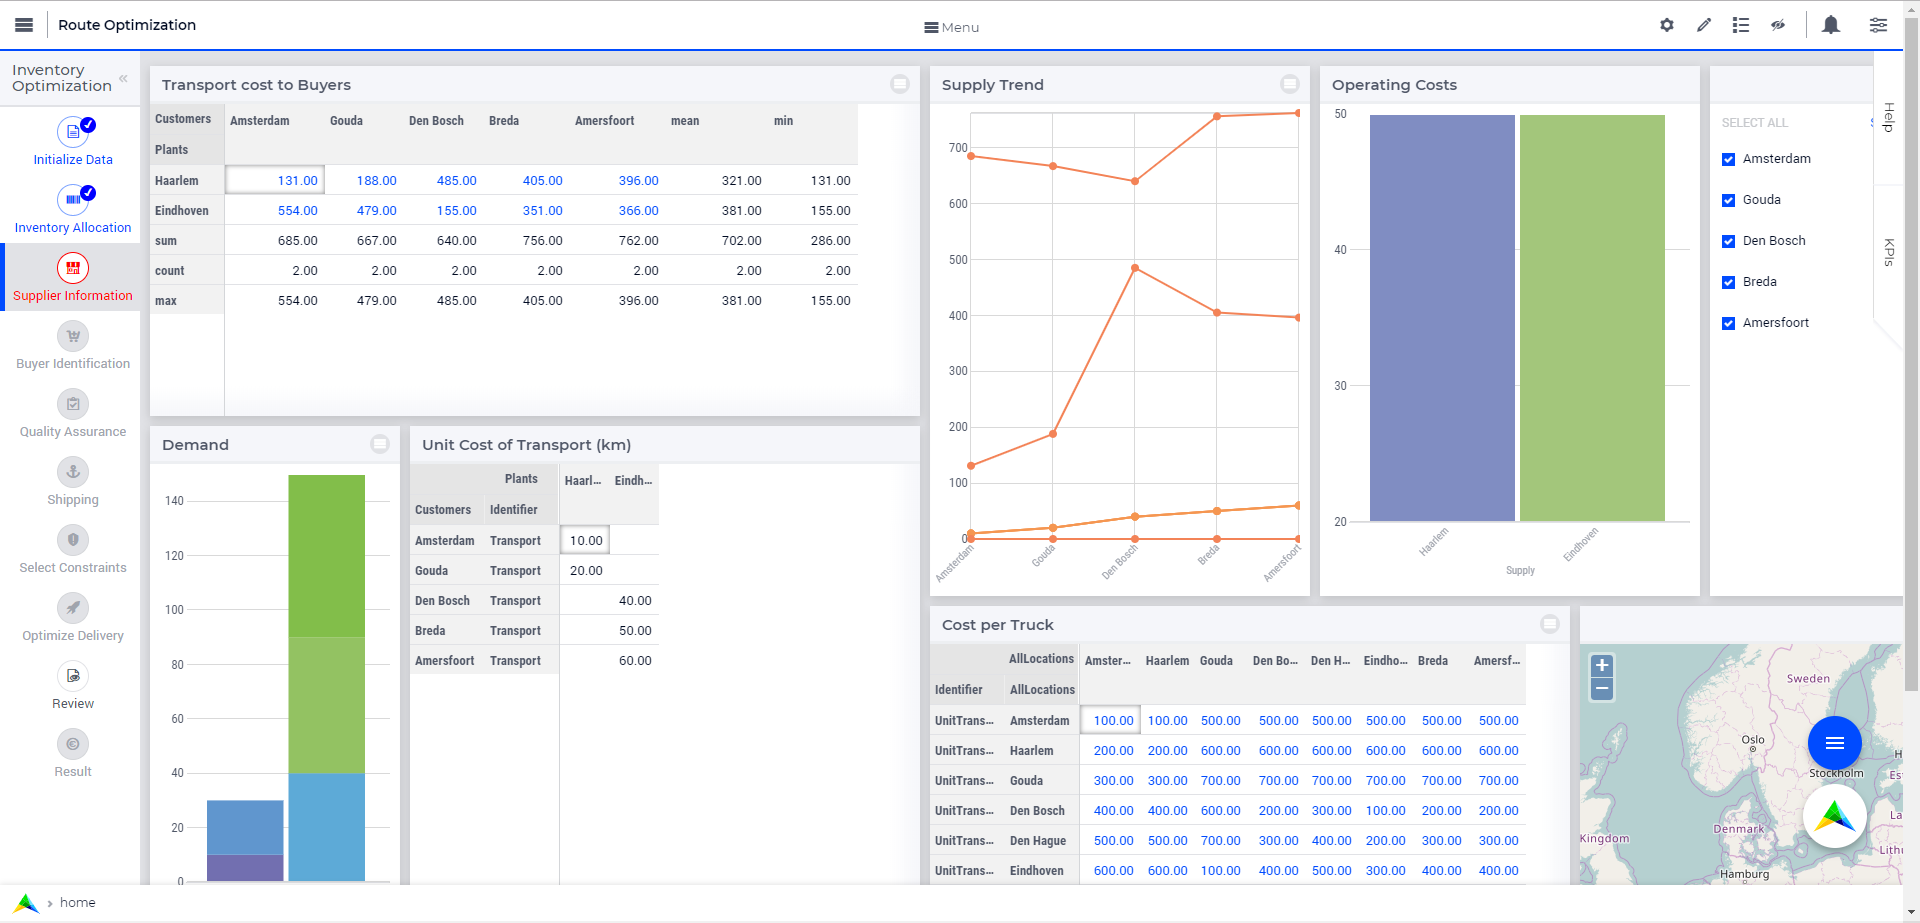 Route Optimization
Menu
Inventory
Optimization «
Initialize Data
Inventory Allocation
Supplier Information
Buyer Identification
Quality Assurance
Shipping
Select Constraints
Optimize Delivery
Review
Result
Transport cost to Buyers
Customers Amsterdam Gouda Den Bosch Breda Amersfoort mean min
Plants
Haarlem 131.00 188.00 485.00 405.00 396.00 321.00 131.00
Eindhoven 554.00 479.00 155.00 351.00 366.00 381.00 155.00
sum 685.00 667.00 640.00 756.00 762.00 702.00 286.00
count 2.00 2.00 2.00 2.00 2.00 2.00 2.00
max 554.00 479.00 485.00 405.00 396.00 381.00 155.00
Demand
140
120
100
80
60
40
20
0
Unit Cost of Transport (km)
Plants Haarl... Eindh...
Customers Identifier
Amsterdam Transport 10.00
Gouda Transport 20.00
Den Bosch Transport 40.00
Breda Transport 50.00
Amersfoort Transport 60.00
Supply Trend
700
600
500
400
300
200
100
0
Amsterdam Gouda Den Bosch Breda Amersfoort
Operating Costs
50
40
30
20
Haarlem Eindhoven
Supply
SELECT ALL
Amsterdam
Gouda
Den Bosch
Breda
Amersfoort
Help
KPIs
Cost per Truck
AllLocations Amster... Haarlem Gouda Den Bo... Den H... Eindho... Breda Amersf...
Identifier AllLocations
UnitTrans... Amsterdam 100.00 100.00 500.00 500.00 500.00 500.00 500.00 500.00
UnitTrans... Haarlem 200.00 200.00 600.00 600.00 600.00 600.00 600.00 600.00
UnitTrans... Gouda 300.00 300.00 700.00 700.00 700.00 700.00 700.00 700.00
UnitTrans... Den Bosch 400.00 400.00 600.00 200.00 300.00 100.00 200.00 200.00
UnitTrans... Den Hague 500.00 500.00 700.00 300.00 400.00 200.00 300.00 300.00
UnitTrans... Eindhoven 600.00 600.00 100.00 400.00 500.00 300.00 400.00 400.00
+
−
Sweden
Oslo
Stockholm
Est
La
Denmark
Kingdom
Lithu
Hamburg
home